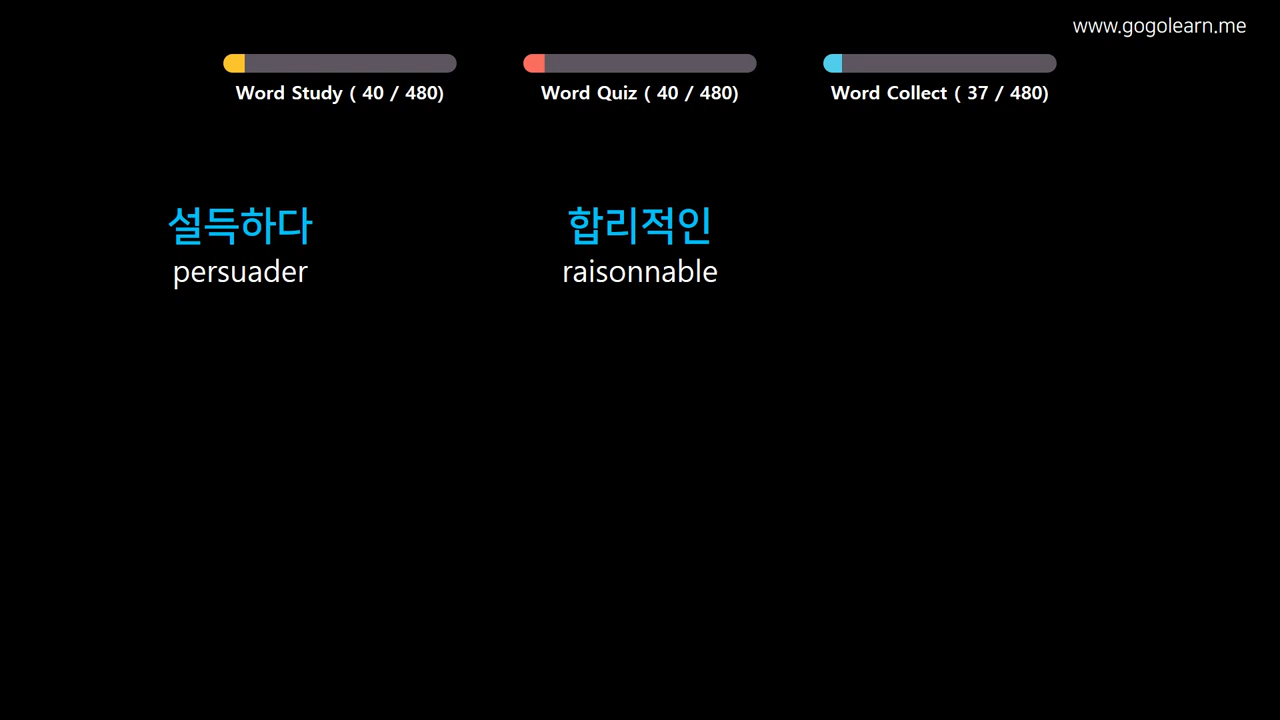 www.gogolearn.me
Word Study ( 40 / 480)
Word Quiz ( 40 / 480)
Word Collect ( 37 / 480)
설득하다
persuader
합리적인
raisonnable